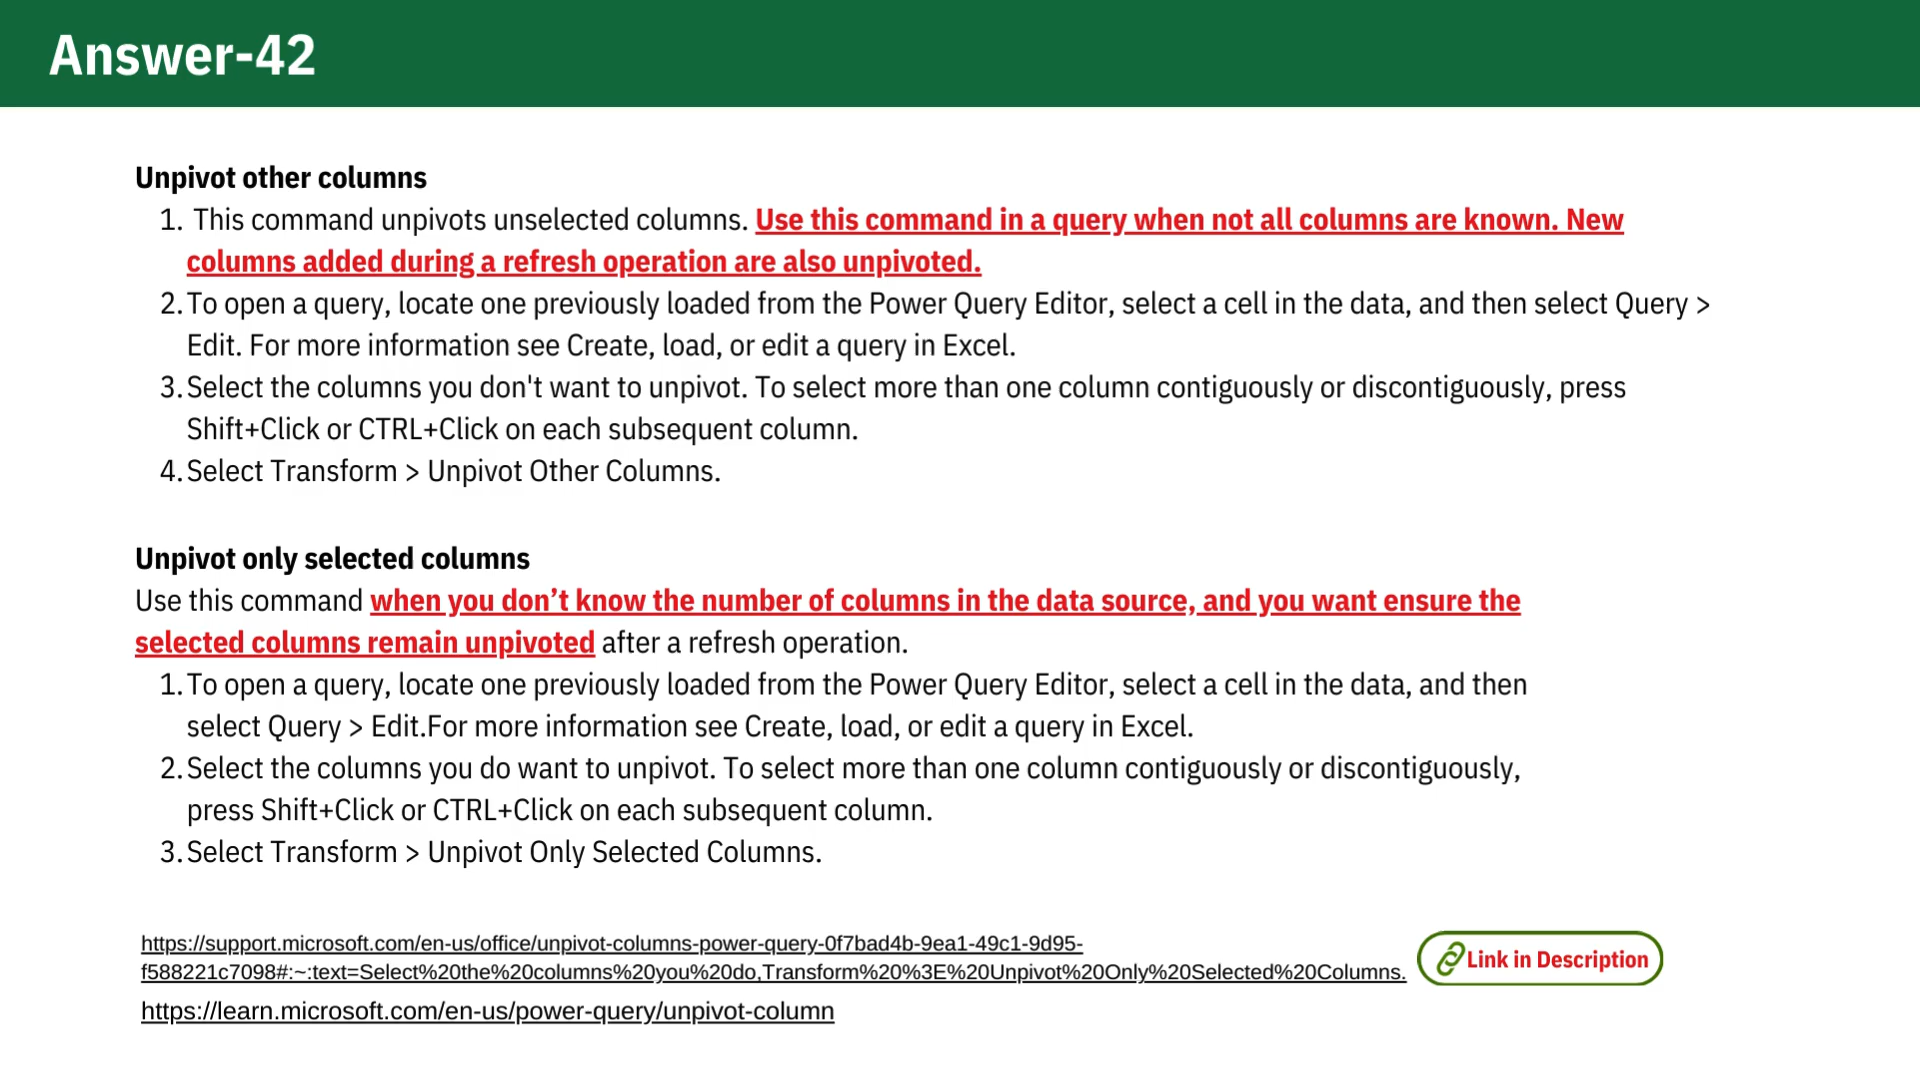 Answer-42
Unpivot other columns
1. This command unpivots unselected columns. Use this command in a query when not all columns are known. New
columns added during a refresh operation are also unpivoted.
2. To open a query, locate one previously loaded from the Power Query Editor, select a cell in the data, and then select Query >
Edit. For more information see Create, load, or edit a query in Excel.
3. Select the columns you don't want to unpivot. To select more than one column contiguously or discontiguously, press
Shift+Click or CTRL+Click on each subsequent column.
4. Select Transform > Unpivot Other Columns.
Unpivot only selected columns
Use this command when you don’t know the number of columns in the data source, and you want ensure the
selected columns remain unpivoted after a refresh operation.
1. To open a query, locate one previously loaded from the Power Query Editor, select a cell in the data, and then
select Query > Edit.For more information see Create, load, or edit a query in Excel.
2. Select the columns you do want to unpivot. To select more than one column contiguously or discontiguously,
press Shift+Click or CTRL+Click on each subsequent column.
3. Select Transform > Unpivot Only Selected Columns.
https://support.microsoft.com/en-us/office/unpivot-columns-power-query-0f7bad4b-9ea1-49c1-9d95-
f588221c7098#:~:text=Select%20the%20columns%20you%20do,Transform%20%3E%20Unpivot%20Only%20Selected%20Columns.
Link in Description
https://learn.microsoft.com/en-us/power-query/unpivot-column